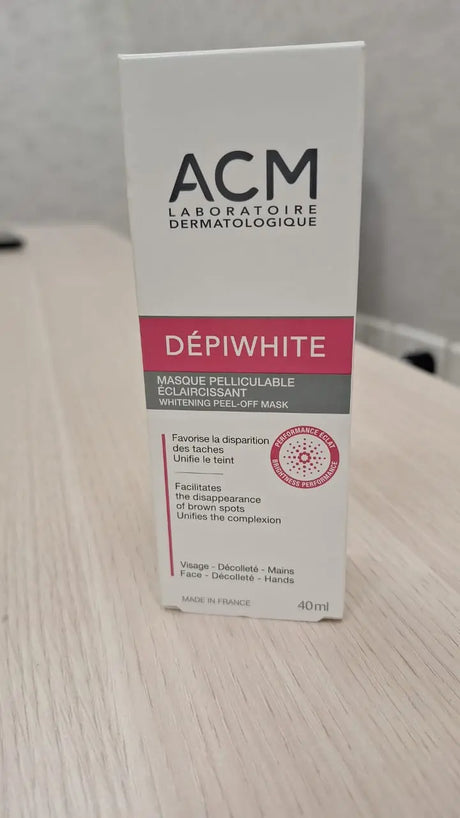 ACM
LABORATOIRE
DERMATOLOGIQUE
DÉPIWHITE
MASQUE PELLICULABLE
ÉCLAIRCISSANT
WHITENING PEEL-OFF MASK
Favorise la disparition
des taches
Unifie le teint
PERFORMANCE ÉCLAT
BRIGHTNESS PERFORMANCE
Facilitates
the disappearance
of brown spots
Unifies the complexion
Visage - Décolleté - Mains
Face - Décolleté - Hands
MADE IN FRANCE
40 ml